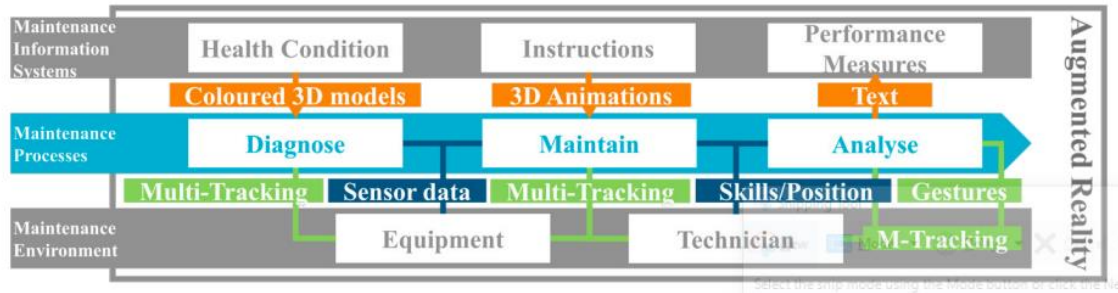 Maintenance
Information
Systems
Health Condition
Instructions
Performance
Measures
Coloured 3D models
3D Animations
Text
Maintenance
Processes
Diagnose
Maintain
Analyse
Multi-Tracking
Sensor data
Multi-Tracking
Skills/Position
Gestures
Maintenance
Environment
Equipment
Technician
M-Tracking
Augmented Reality
Select the snip mode using the Mode button or click the